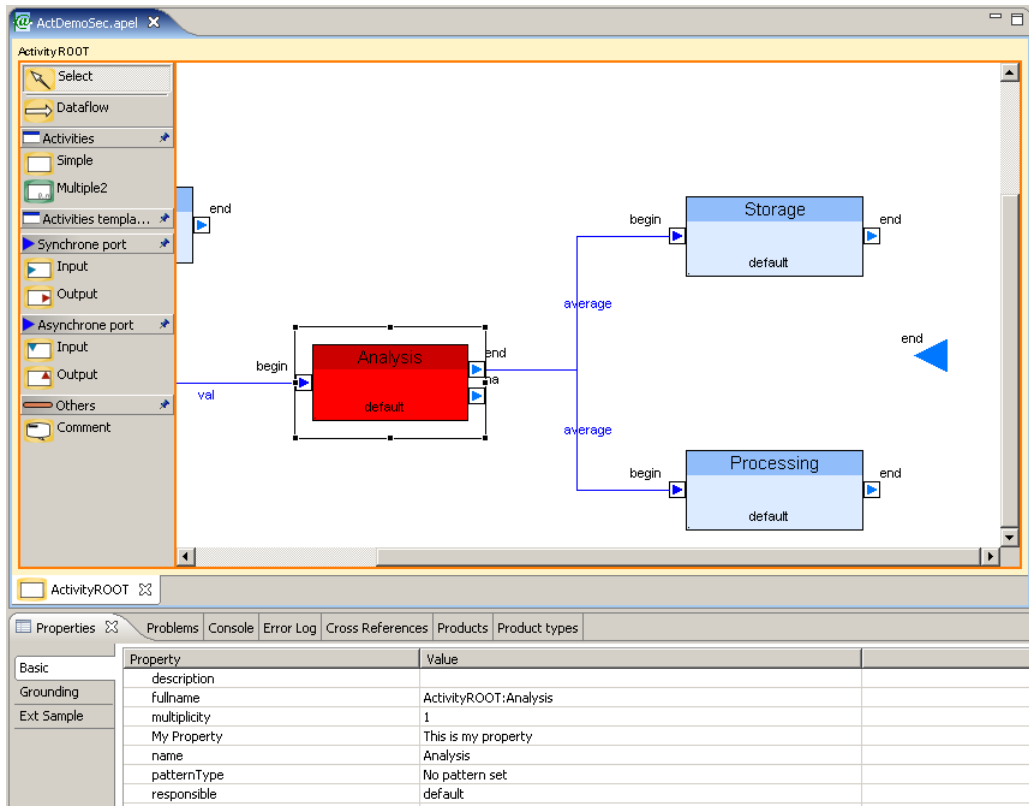 ActDemoSec.apel
ActivityROOT
Select
Dataflow
Activities
Simple
Multiple2
Activities templa...
Synchrone port
Input
Output
Asynchrone port
Input
Output
Others
Comment
end
val
begin
Analysis
default
end
na
average
average
begin
Storage
default
end
begin
Processing
default
end
end
ActivityROOT
Properties Problems Console Error Log Cross References Products Product types
Basic
Grounding
Ext Sample
Property Value
description
fullname ActivityROOT:Analysis
multiplicity 1
My Property This is my property
name Analysis
patternType No pattern set
responsible default